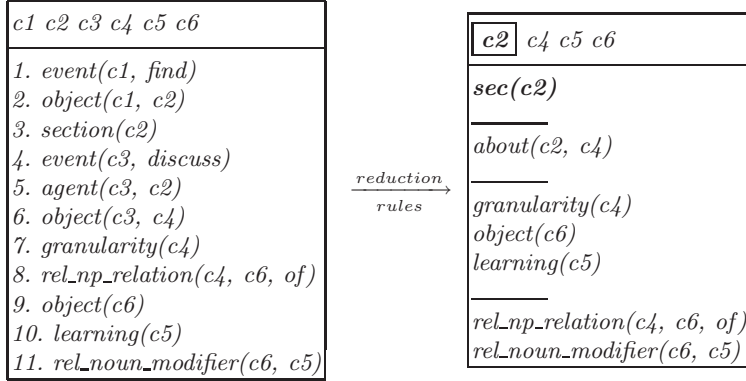 c1 c2 c3 c4 c5 c6
1. event(c1, find)
2. object(c1, c2)
3. section(c2)
4. event(c3, discuss)
5. agent(c3, c2)
6. object(c3, c4)
7. granularity(c4)
8. rel_np_relation(c4, c6, of)
9. object(c6)
10. learning(c5)
11. rel_noun_modifier(c6, c5)
reduction
rules
c2 c4 c5 c6
sec(c2)
about(c2, c4)
granularity(c4)
object(c6)
learning(c5)
rel_np_relation(c4, c6, of)
rel_noun_modifier(c6, c5)